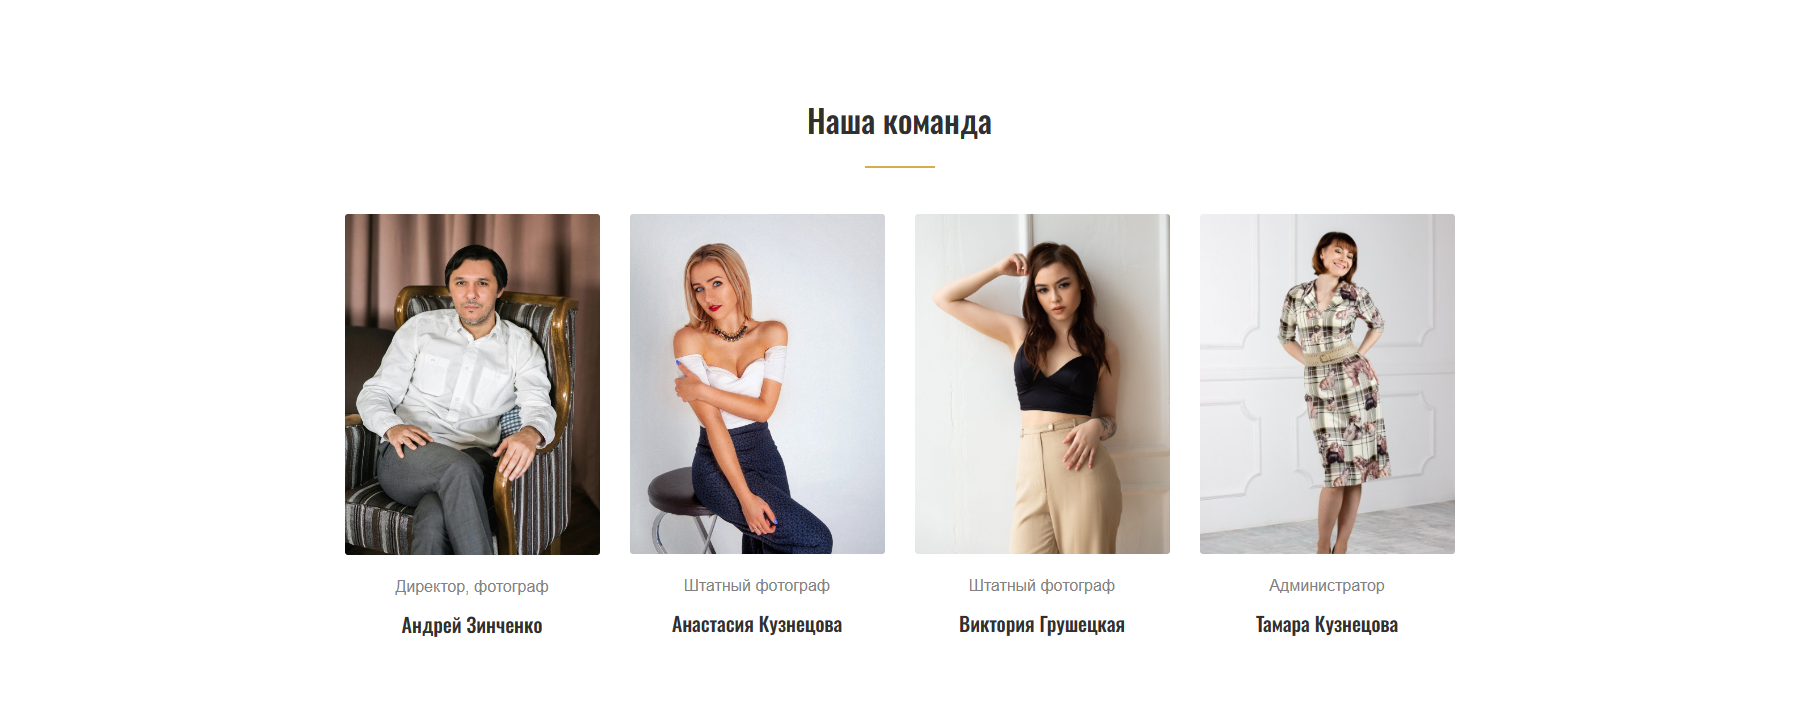 Наша команда
Директор, фотограф
Андрей Зинченко
Штатный фотограф
Анастасия Кузнецова
Штатный фотограф
Виктория Грушецкая
Администратор
Тамара Кузнецова